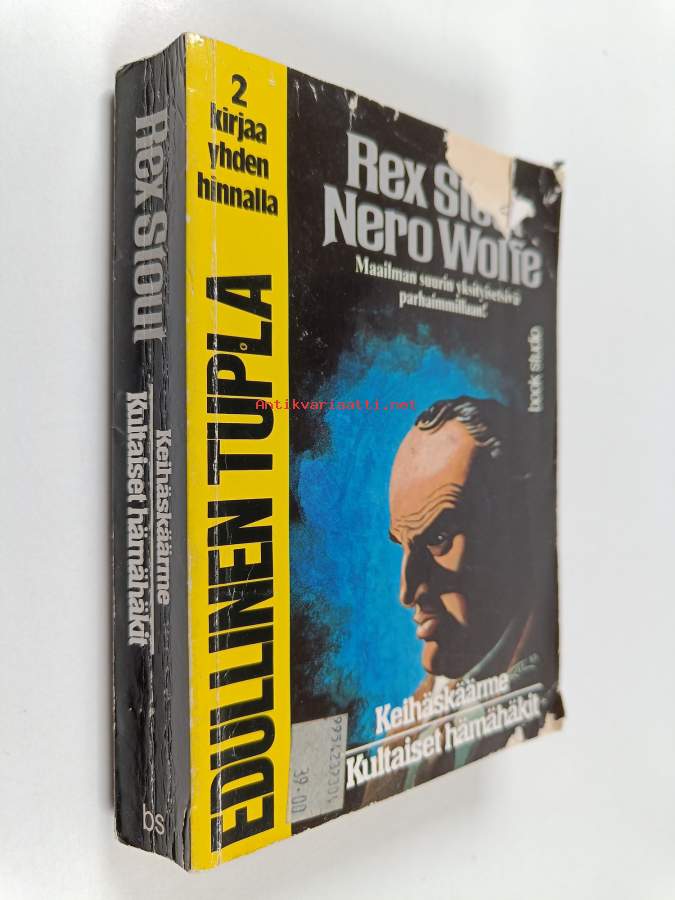 Rex Stout
Keihäskäärme
Kultaiset hämähäkit
bs
2
kirjaa
yhden
hinnalla
EDULLINEN TUPLA
Rex
Nero Wolfe
Maailman suurin yksityisetsivä
parhaimmillaan!
book studio
Antikvariaatti.net
Keihäskäärme
Kultaiset hämähäkit
39-00